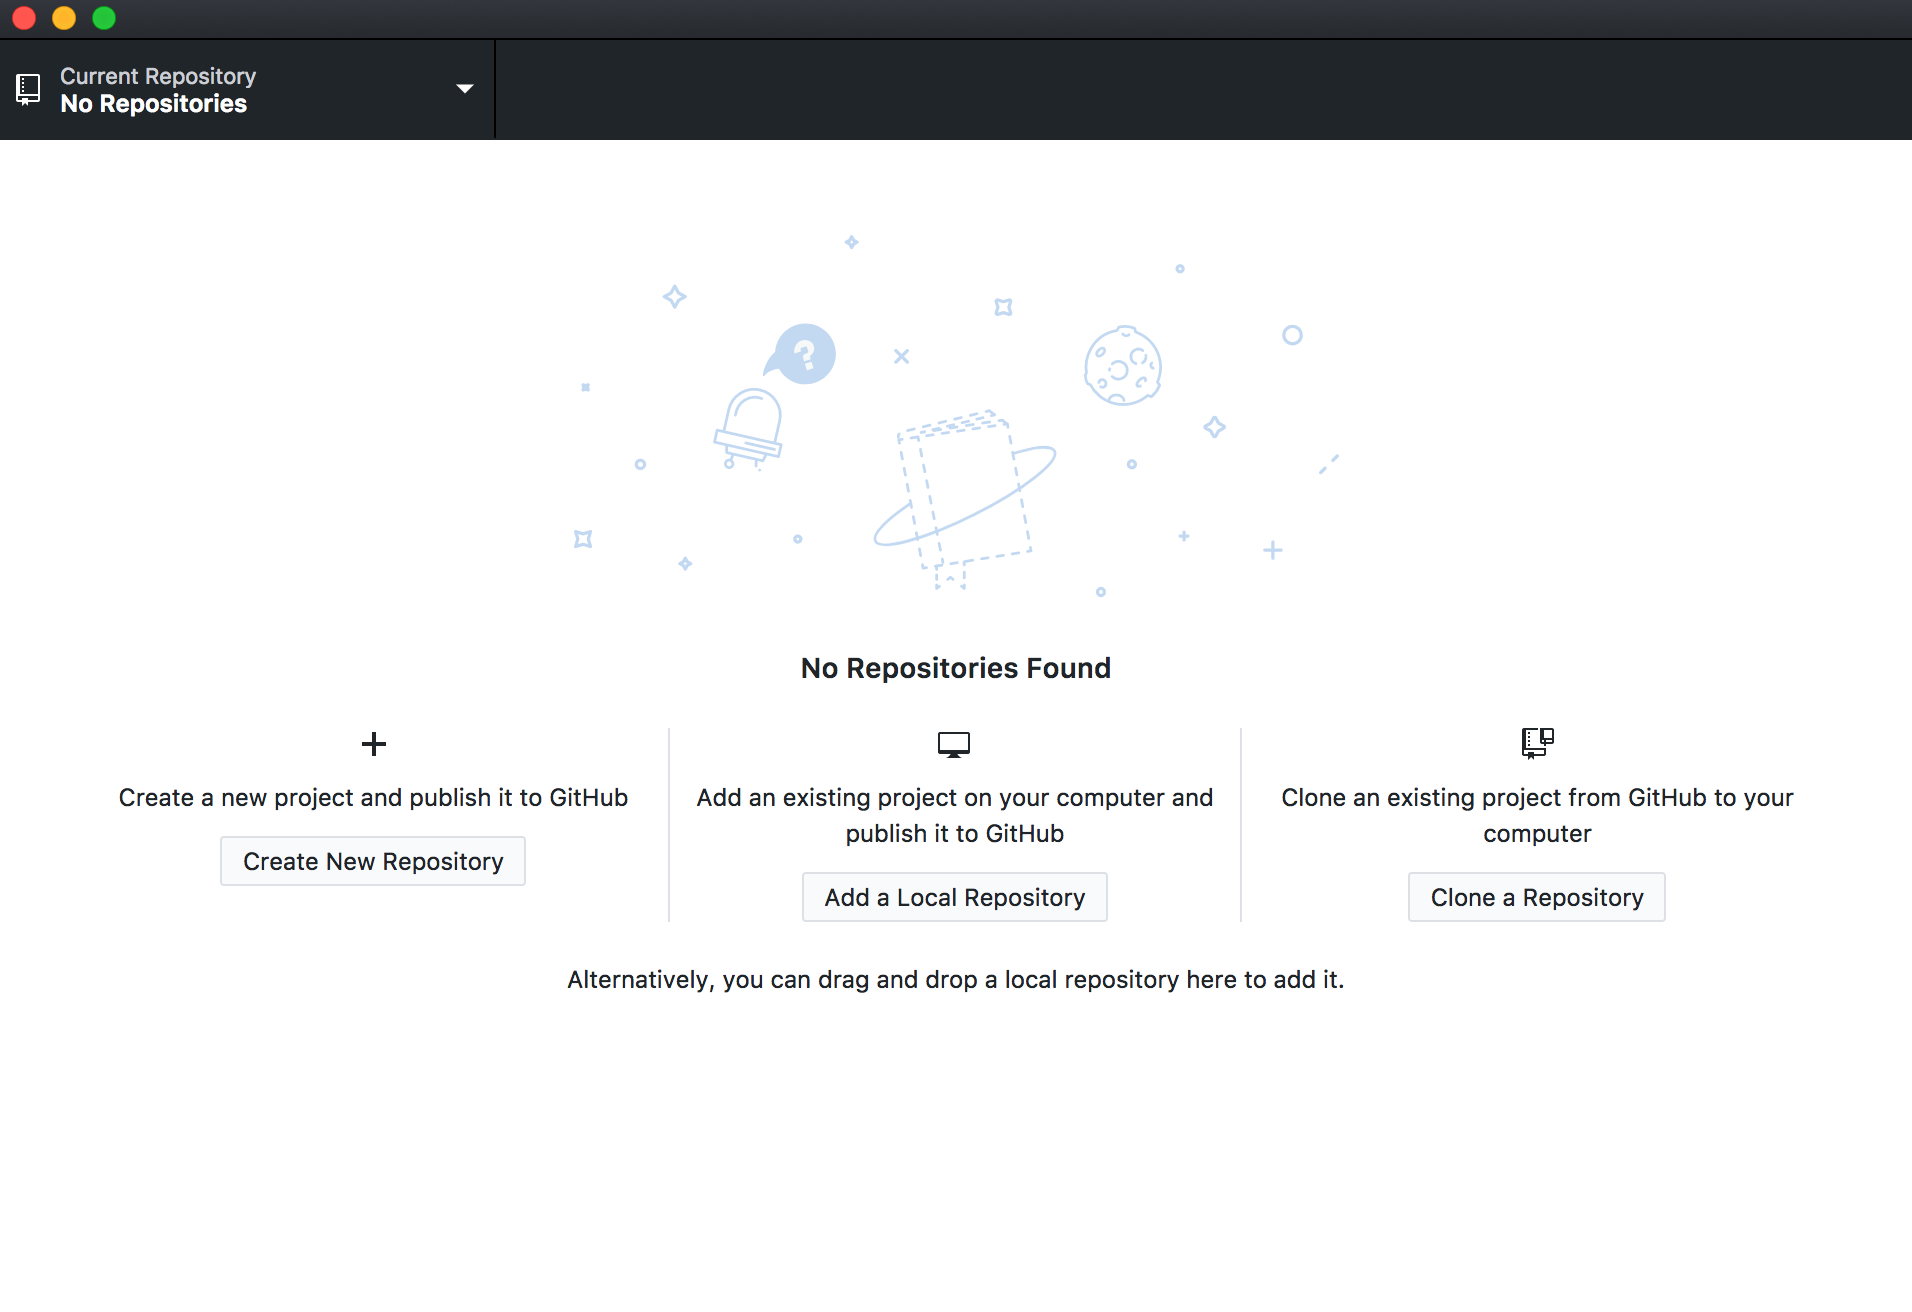 Current Repository
No Repositories
?
No Repositories Found
Create a new project and publish it to GitHub
Create New Repository
Add an existing project on your computer and
publish it to GitHub
Add a Local Repository
Clone an existing project from GitHub to your
computer
Clone a Repository
Alternatively, you can drag and drop a local repository here to add it.